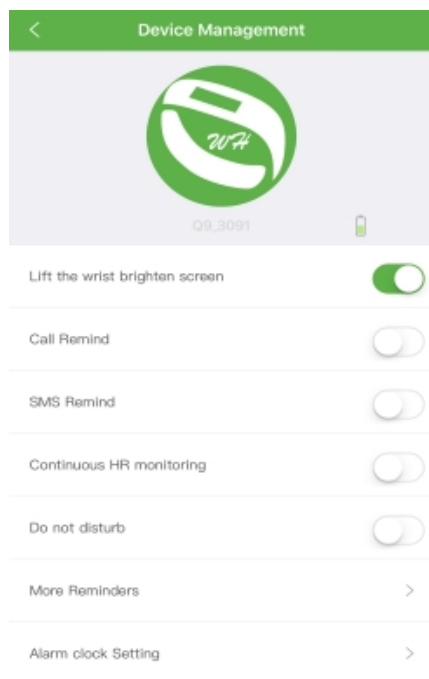 Device Management
WH
Q9_3091
Lift the wrist brighten screen
Call Remind
SMS Remind
Continuous HR monitoring
Do not disturb
More Reminders
Alarm clock Setting